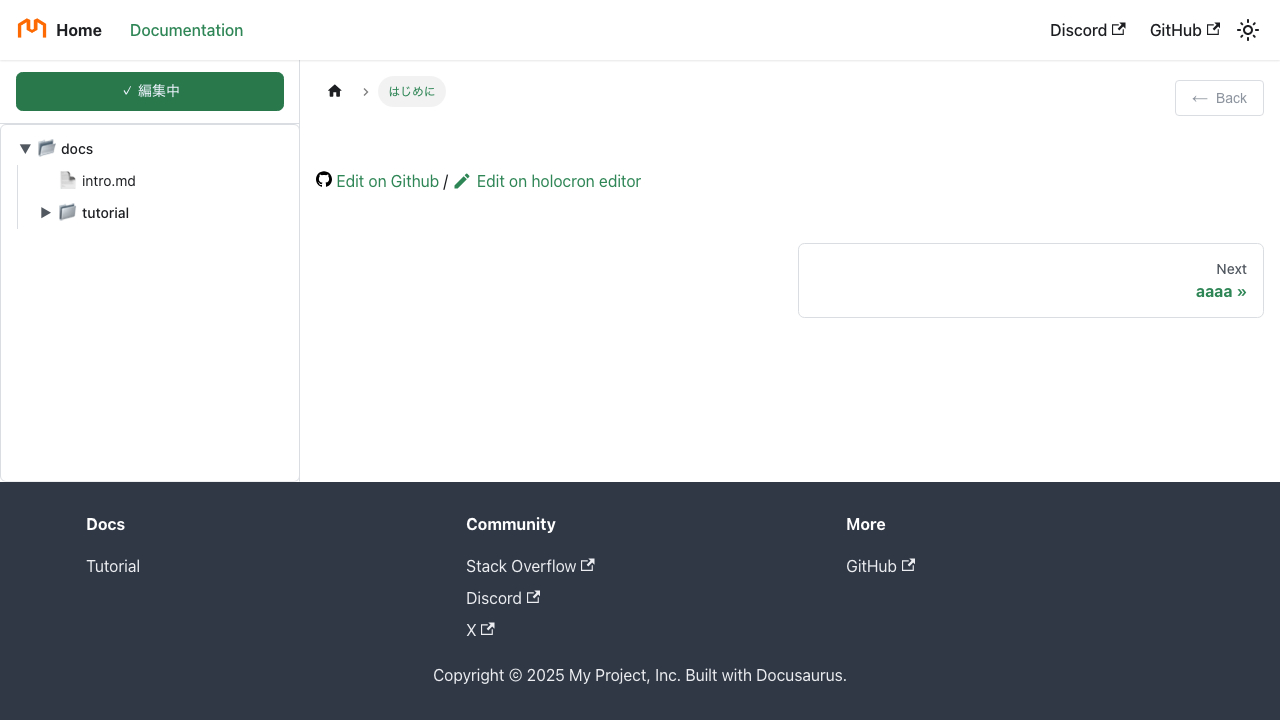 Home Documentation Discord GitHub
✓ 編集中
docs
intro.md
tutorial
はじめに
← Back
Edit on Github / Edit on holocron editor
Next
aaaa »
Docs
Tutorial
Community
Stack Overflow
Discord
X
More
GitHub
Copyright © 2025 My Project, Inc. Built with Docusaurus.